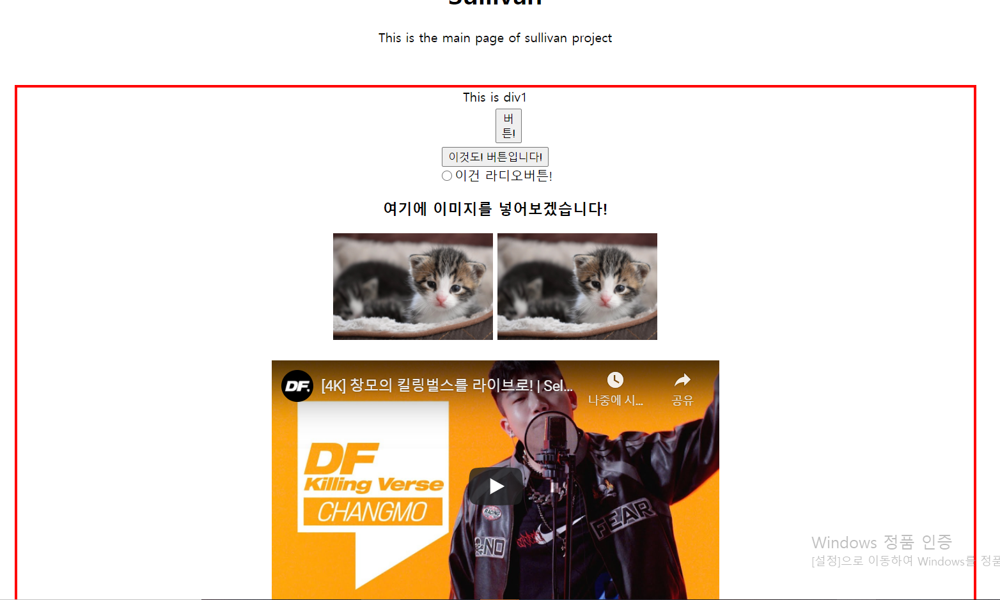 Sullivan
This is the main page of sullivan project
This is div1
버
튼!
이것도! 버튼입니다!
이건 라디오버튼!
여기에 이미지를 넣어보겠습니다!
DF.
[4K] 창모의 킬링벌스를 라이브로! | Sel...
나중에 시...
공유
DF
Killing Verse
CHANGMO
RACING
FEAR
Windows 정품 인증
[설정]으로 이동하여 Windows를 정품